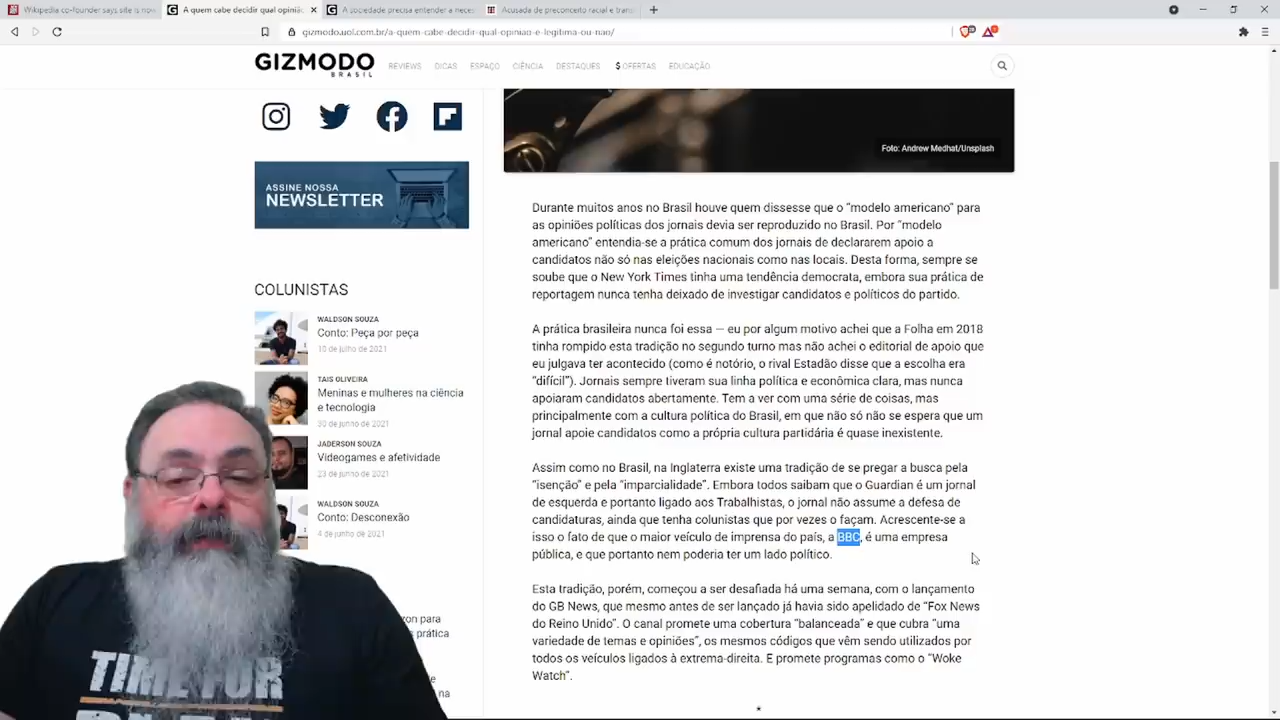 Wikipedia co-founder says site is now
A quem cabe decidir qual opinião
A sociedade precisa entender a nece
Acusada de preconceito racial e trans
gizmodo.uol.com.br/a-quem-cabe-decidir-qual-opiniao-e-legitima-ou-nao/
GIZMODO
BRASIL
REVIEWS DICAS ESPAÇO CIÊNCIA DESTAQUES $ OFERTAS EDUCAÇÃO
Foto: Andrew Medhat/Unsplash
ASSINE NOSSA
NEWSLETTER
COLUNISTAS
WALDSON SOUZA
Conto: Peça por peça
10 de julho de 2021
TAIS OLIVEIRA
Meninas e mulheres na ciência
e tecnologia
30 de junho de 2021
JADERSON SOUZA
Videogames e afetividade
23 de junho de 2021
WALDSON SOUZA
Conto: Desconexão
4 de junho de 2021
para
prática
na
Durante muitos anos no Brasil houve quem dissesse que o “modelo americano” para
as opiniões políticas dos jornais devia ser reproduzido no Brasil. Por “modelo
americano” entendia-se a prática comum dos jornais de declararem apoio a
candidatos não só nas eleições nacionais como nas locais. Desta forma, sempre se
soube que o New York Times tinha uma tendência democrata, embora sua prática de
reportagem nunca tenha deixado de investigar candidatos e políticos do partido.
A prática brasileira nunca foi essa — eu por algum motivo achei que a Folha em 2018
tinha rompido esta tradição no segundo turno mas não achei o editorial de apoio que
eu julgava ter acontecido (como é notório, o rival Estadão disse que a escolha era
“difícil”). Jornais sempre tiveram sua linha política e econômica clara, mas nunca
apoiaram candidatos abertamente. Tem a ver com uma série de coisas, mas
principalmente com a cultura política do Brasil, em que não só não se espera que um
jornal apoie candidatos como a própria cultura partidária é quase inexistente.
Assim como no Brasil, na Inglaterra existe uma tradição de se pregar a busca pela
“isenção” e pela “imparcialidade”. Embora todos saibam que o Guardian é um jornal
de esquerda e portanto ligado aos Trabalhistas, o jornal não assume a defesa de
candidaturas, ainda que tenha colunistas que por vezes o façam. Acrescente-se a
isso o fato de que o maior veículo de imprensa do país, a BBC, é uma empresa
pública, e que portanto nem poderia ter um lado político.
Esta tradição, porém, começou a ser desafiada há uma semana, com o lançamento
do GB News, que mesmo antes de ser lançado já havia sido apelidado de “Fox News
do Reino Unido”. O canal promete uma cobertura “balanceada” e que cubra “uma
variedade de temas e opiniões”, os mesmos códigos que vêm sendo utilizados por
todos os veículos ligados à extrema-direita. E promete programas como o “Woke
Watch”.